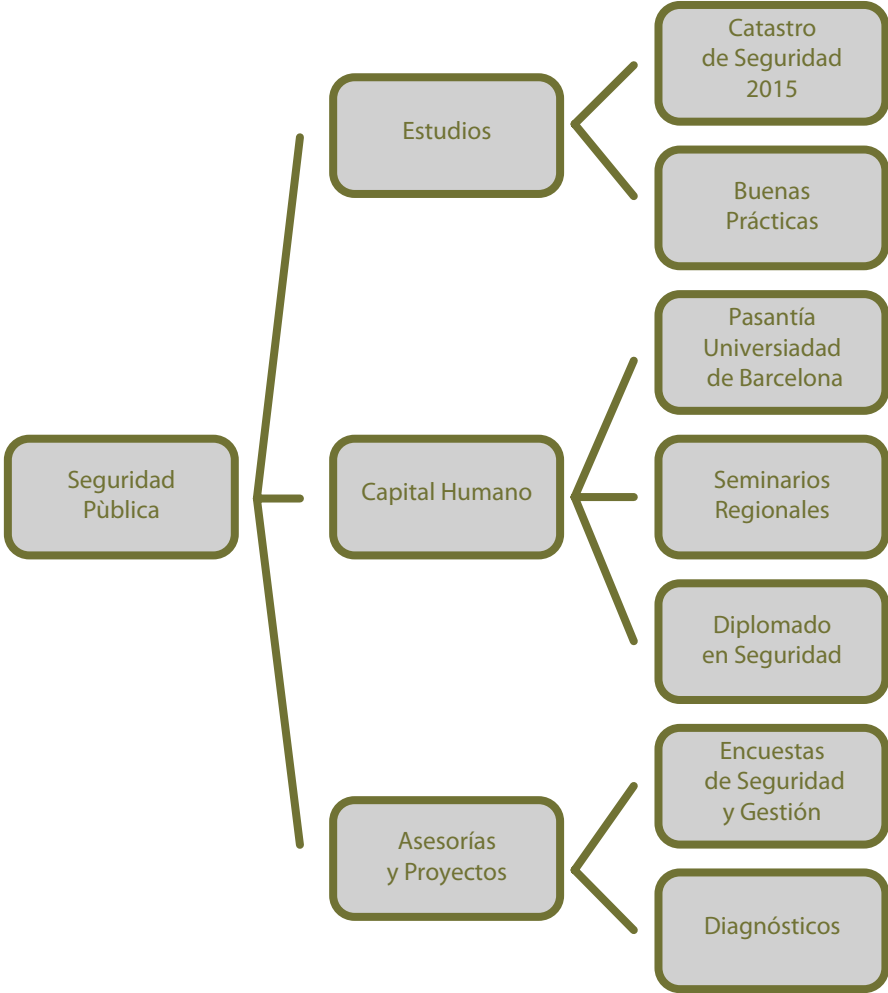 Seguridad
Pùblica
Estudios
Catastro
de Seguridad
2015
Buenas
Prácticas
Capital Humano
Pasantía
Universiadad
de Barcelona
Seminarios
Regionales
Diplomado
en Seguridad
Asesorías
y Proyectos
Encuestas
de Seguridad
y Gestión
Diagnósticos